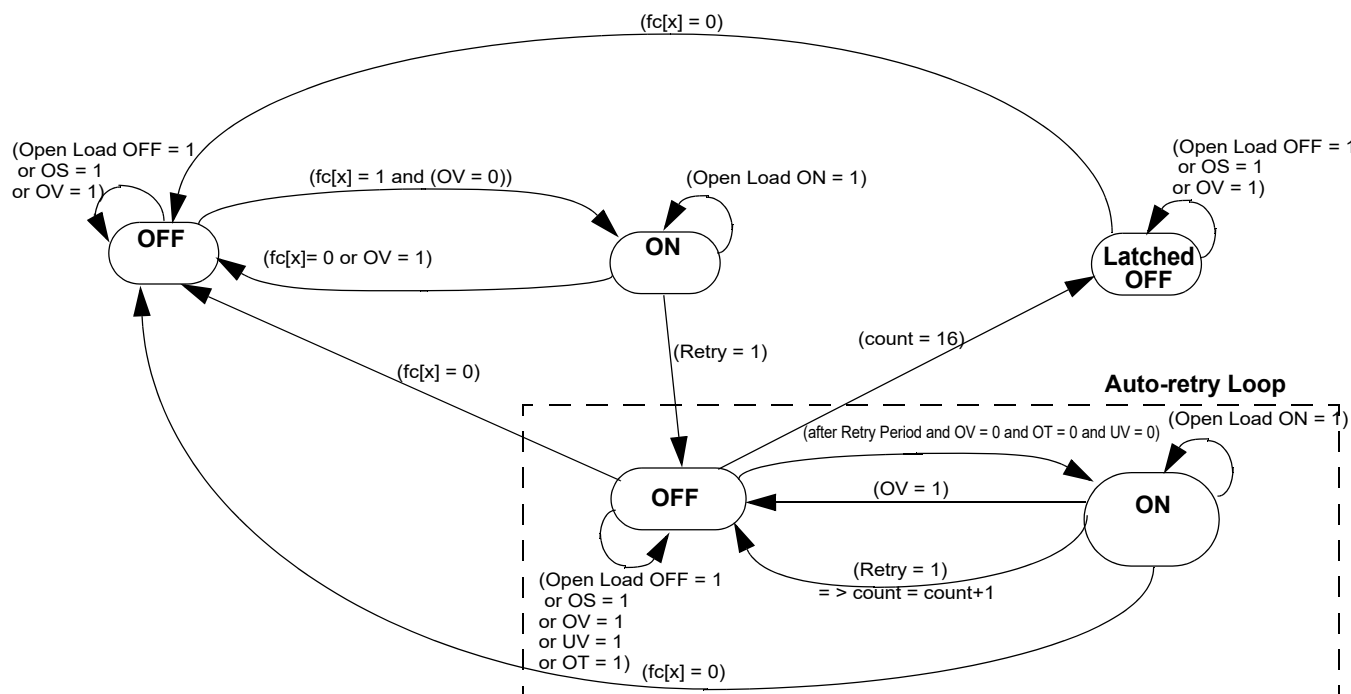 (fc[x] = 0)
(Open Load OFF = 1
or OS = 1
or OV = 1)
(fc[x] = 1 and (OV = 0))
(Open Load ON = 1)
(Open Load OFF = 1
or OS = 1
or OV = 1)
OFF
ON
Latched
OFF
(fc[x]= 0 or OV = 1)
(Retry = 1)
(count = 16)
(fc[x] = 0)
Auto-retry Loop
(after Retry Period and OV = 0 and OT = 0 and UV = 0)
(Open Load ON = 1)
OFF
(OV = 1)
ON
(Retry = 1)
= > count = count+1
(Open Load OFF = 1
or OS = 1
or OV = 1
or UV = 1
or OT = 1)
(fc[x] = 0)